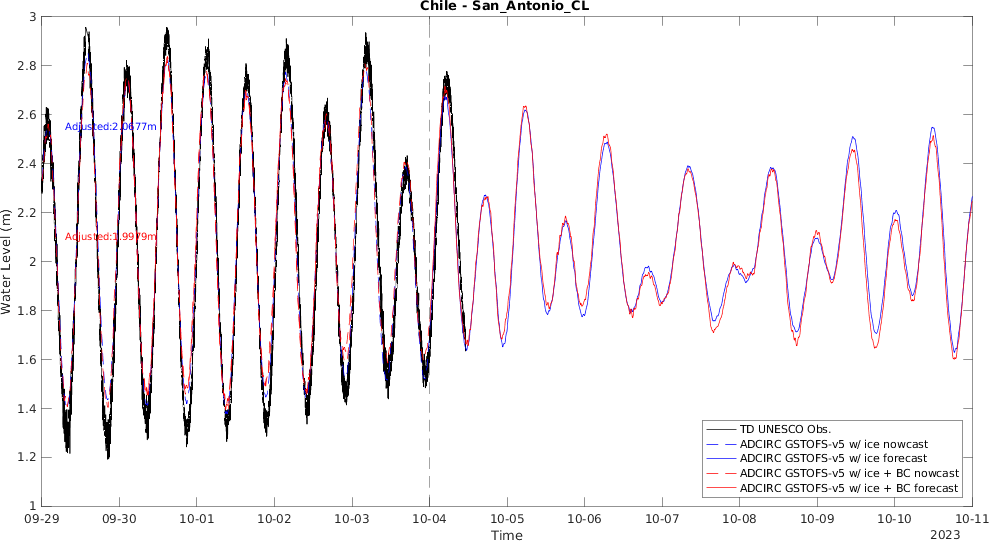 Chile - San_Antonio_CL
3
2.8
2.6
2.4
2.2
2
1.8
1.6
1.4
1.2
1
Water Level (m)
Adjusted:2.0677m
Adjusted:1.9979m
TD UNESCO Obs.
ADCIRC GSTOFS-v5 w/ ice nowcast
ADCIRC GSTOFS-v5 w/ ice forecast
ADCIRC GSTOFS-v5 w/ ice + BC nowcast
ADCIRC GSTOFS-v5 w/ ice + BC forecast
09-29 09-30 10-01 10-02 10-03 10-04 10-05 10-06 10-07 10-08 10-09 10-10 10-11
Time
2023